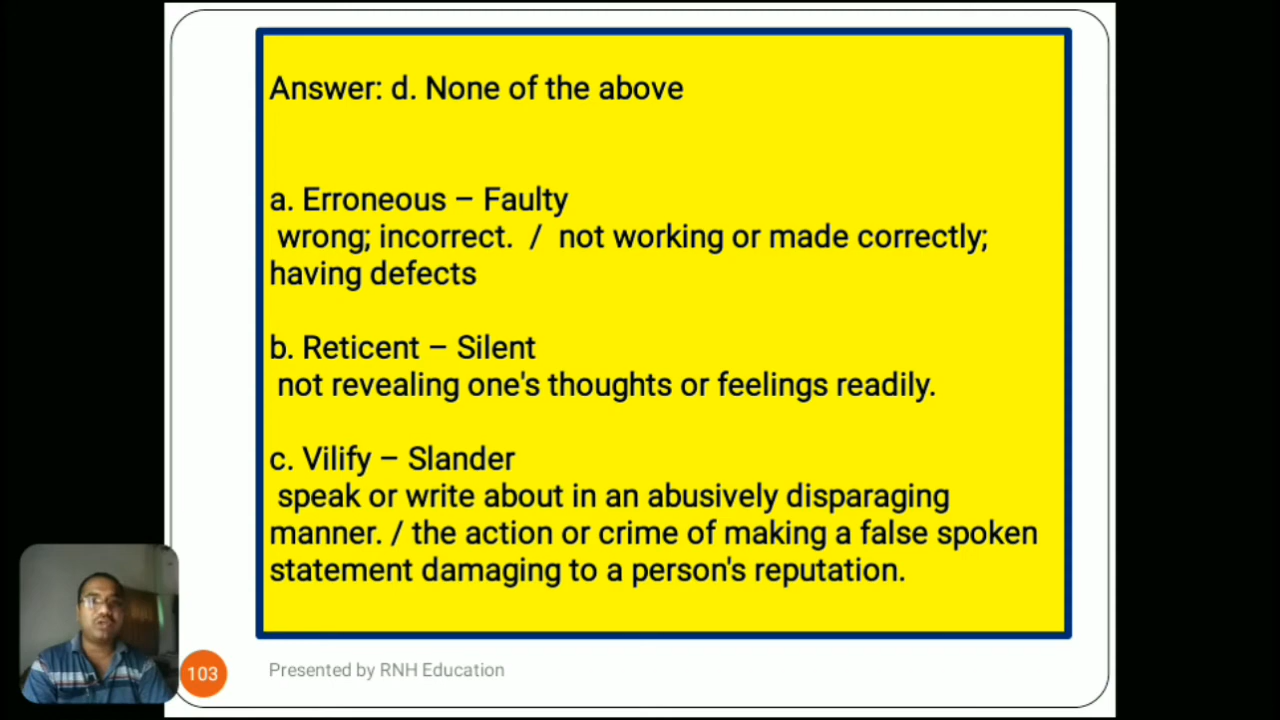 Answer: d. None of the above
a. Erroneous – Faulty
wrong; incorrect. / not working or made correctly;
having defects
b. Reticent – Silent
not revealing one's thoughts or feelings readily.
c. Vilify – Slander
speak or write about in an abusively disparaging
manner. / the action or crime of making a false spoken
statement damaging to a person's reputation.
103
Presented by RNH Education